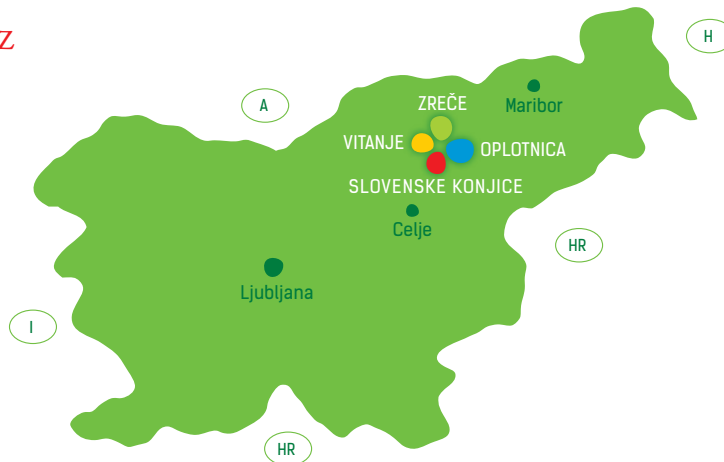 Z
H
A
ZREČE
Maribor
VITANJE
OPLOTNICA
SLOVENSKE KONJICE
Celje
HR
Ljubljana
I
HR